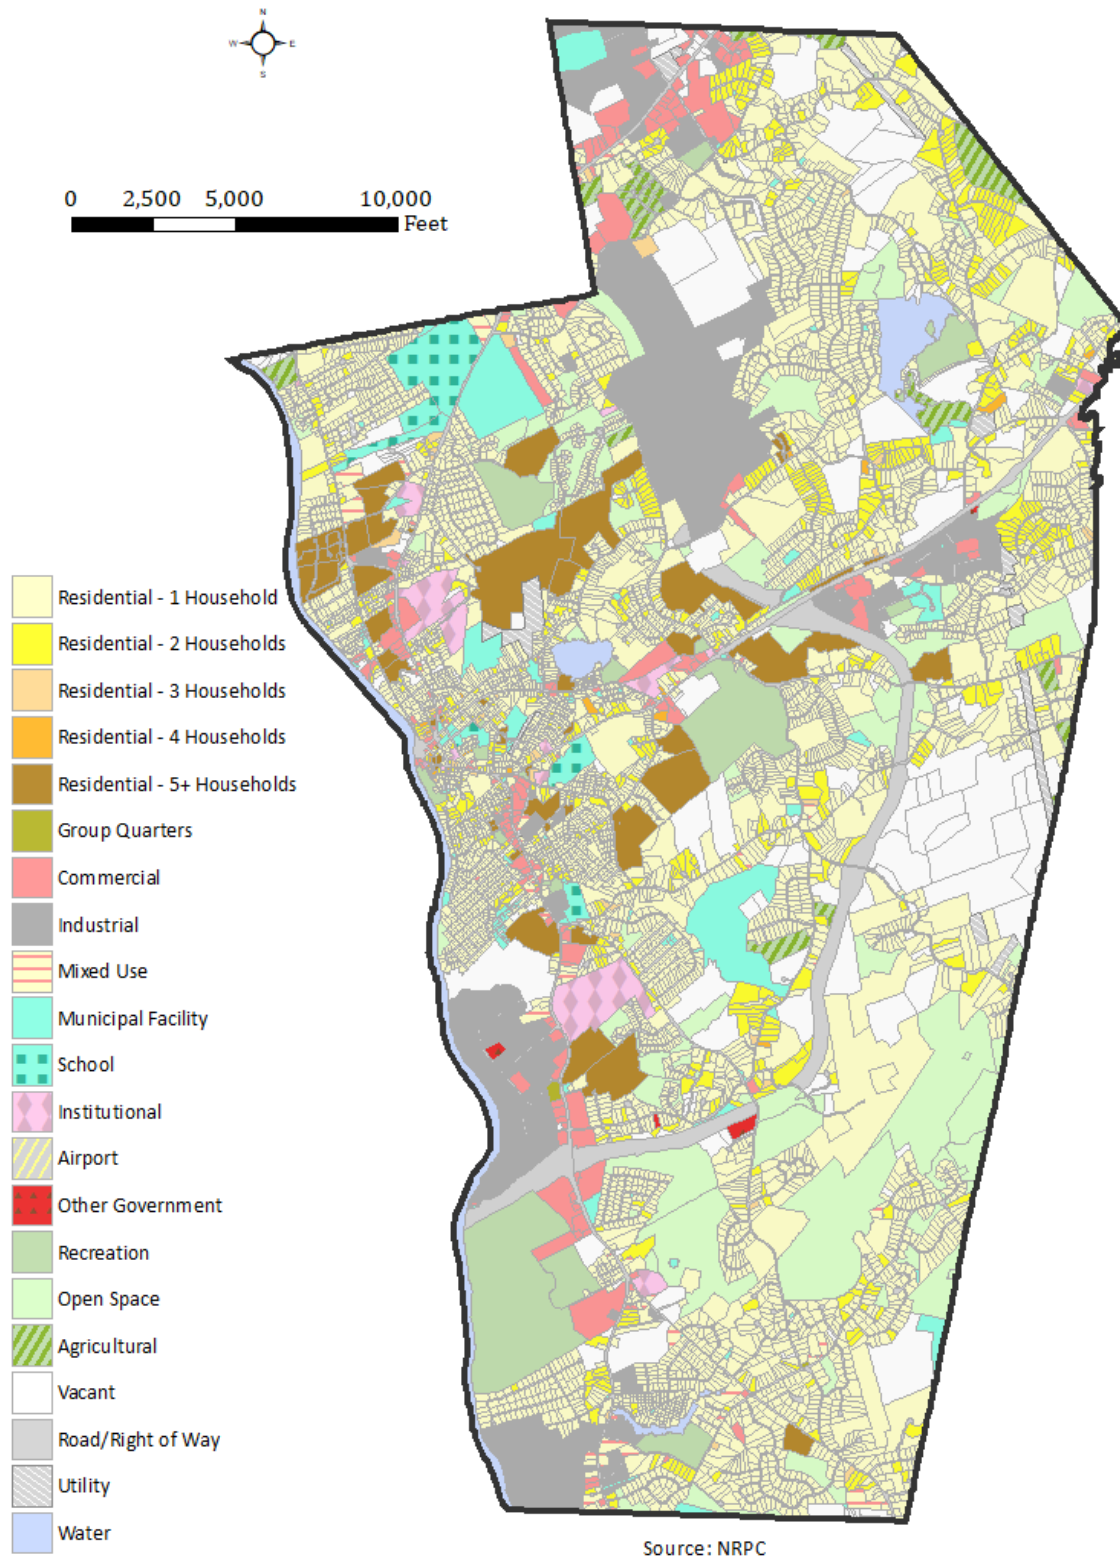 N
W E
S
0 2,500 5,000 10,000
Feet
Residential - 1 Household
Residential - 2 Households
Residential - 3 Households
Residential - 4 Households
Residential - 5+ Households
Group Quarters
Commercial
Industrial
Mixed Use
Municipal Facility
School
Institutional
Airport
Other Government
Recreation
Open Space
Agricultural
Vacant
Road/Right of Way
Utility
Water
Source: NRPC